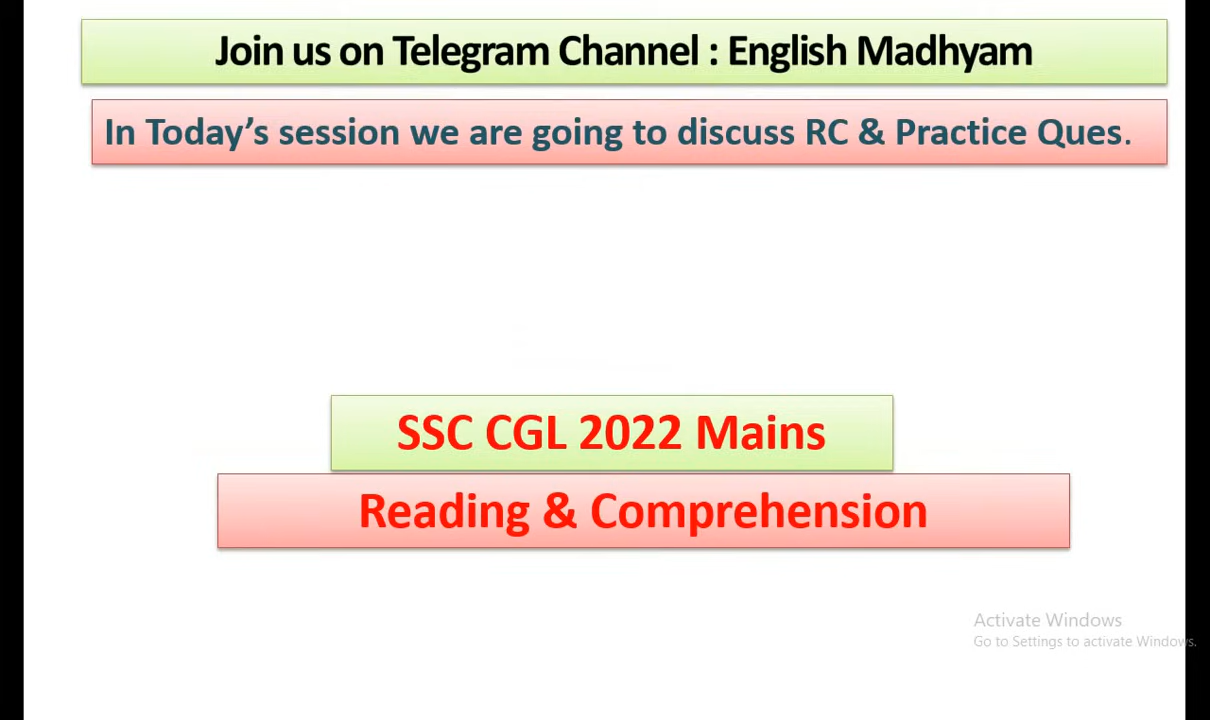 Join us on Telegram Channel : English Madhyam
In Today’s session we are going to discuss RC & Practice Ques.
SSC CGL 2022 Mains
Reading & Comprehension
Activate Windows
Go to Settings to activate Windows.